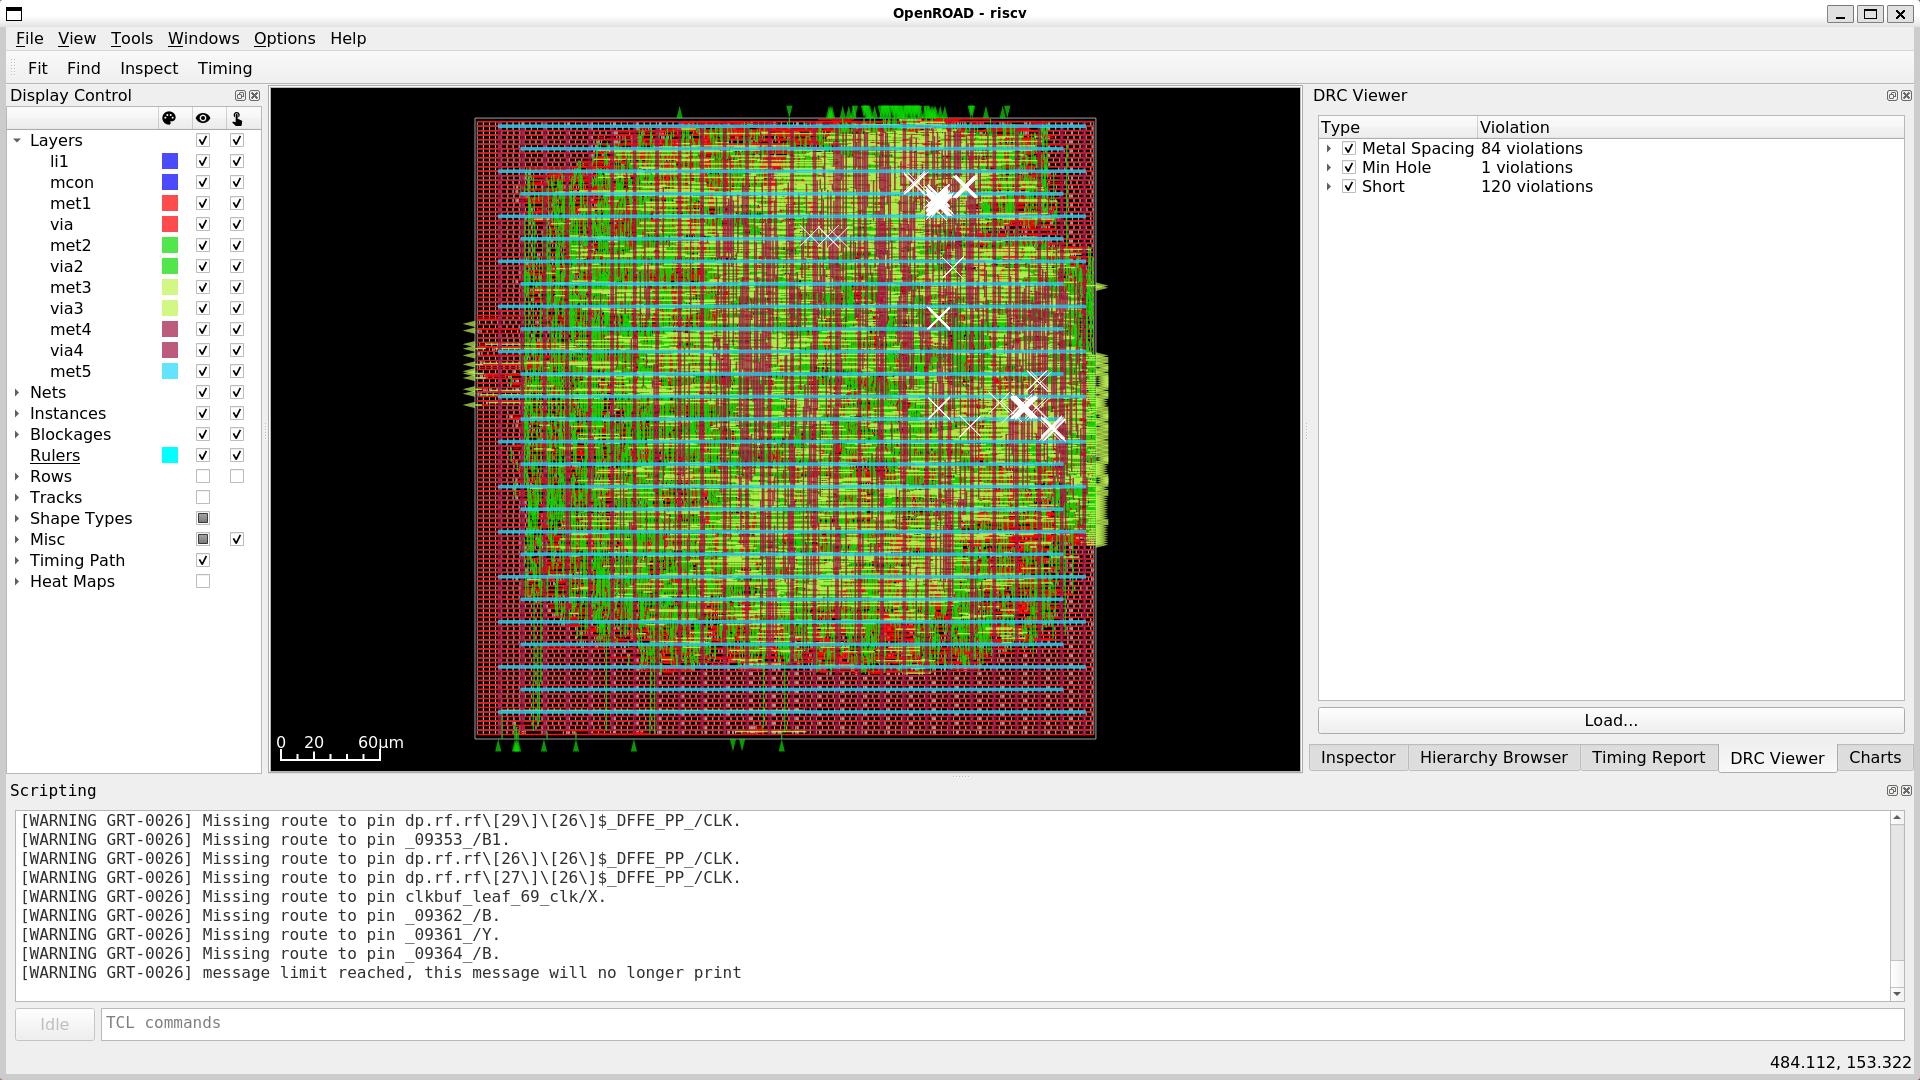 OpenROAD - riscv
File View Tools Windows Options Help
Fit Find Inspect Timing
Display Control
Layers
li1
mcon
met1
via
met2
via2
met3
via3
met4
via4
met5
Nets
Instances
Blockages
Rulers
Rows
Tracks
Shape Types
Misc
Timing Path
Heat Maps
0 20 60μm
DRC Viewer
Type Violation
Metal Spacing 84 violations
Min Hole 1 violations
Short 120 violations
Load...
Inspector Hierarchy Browser Timing Report DRC Viewer Charts
Scripting
[WARNING GRT-0026] Missing route to pin dp.rf.rf\[29\]\[26\]$_DFFE_PP_/CLK.
[WARNING GRT-0026] Missing route to pin _09353_/B1.
[WARNING GRT-0026] Missing route to pin dp.rf.rf\[26\]\[26\]$_DFFE_PP_/CLK.
[WARNING GRT-0026] Missing route to pin dp.rf.rf\[27\]\[26\]$_DFFE_PP_/CLK.
[WARNING GRT-0026] Missing route to pin clkbuf_leaf_69_clk/X.
[WARNING GRT-0026] Missing route to pin _09362_/B.
[WARNING GRT-0026] Missing route to pin _09361_/Y.
[WARNING GRT-0026] Missing route to pin _09364_/B.
[WARNING GRT-0026] message limit reached, this message will no longer print
Idle TCL commands
484.112, 153.322